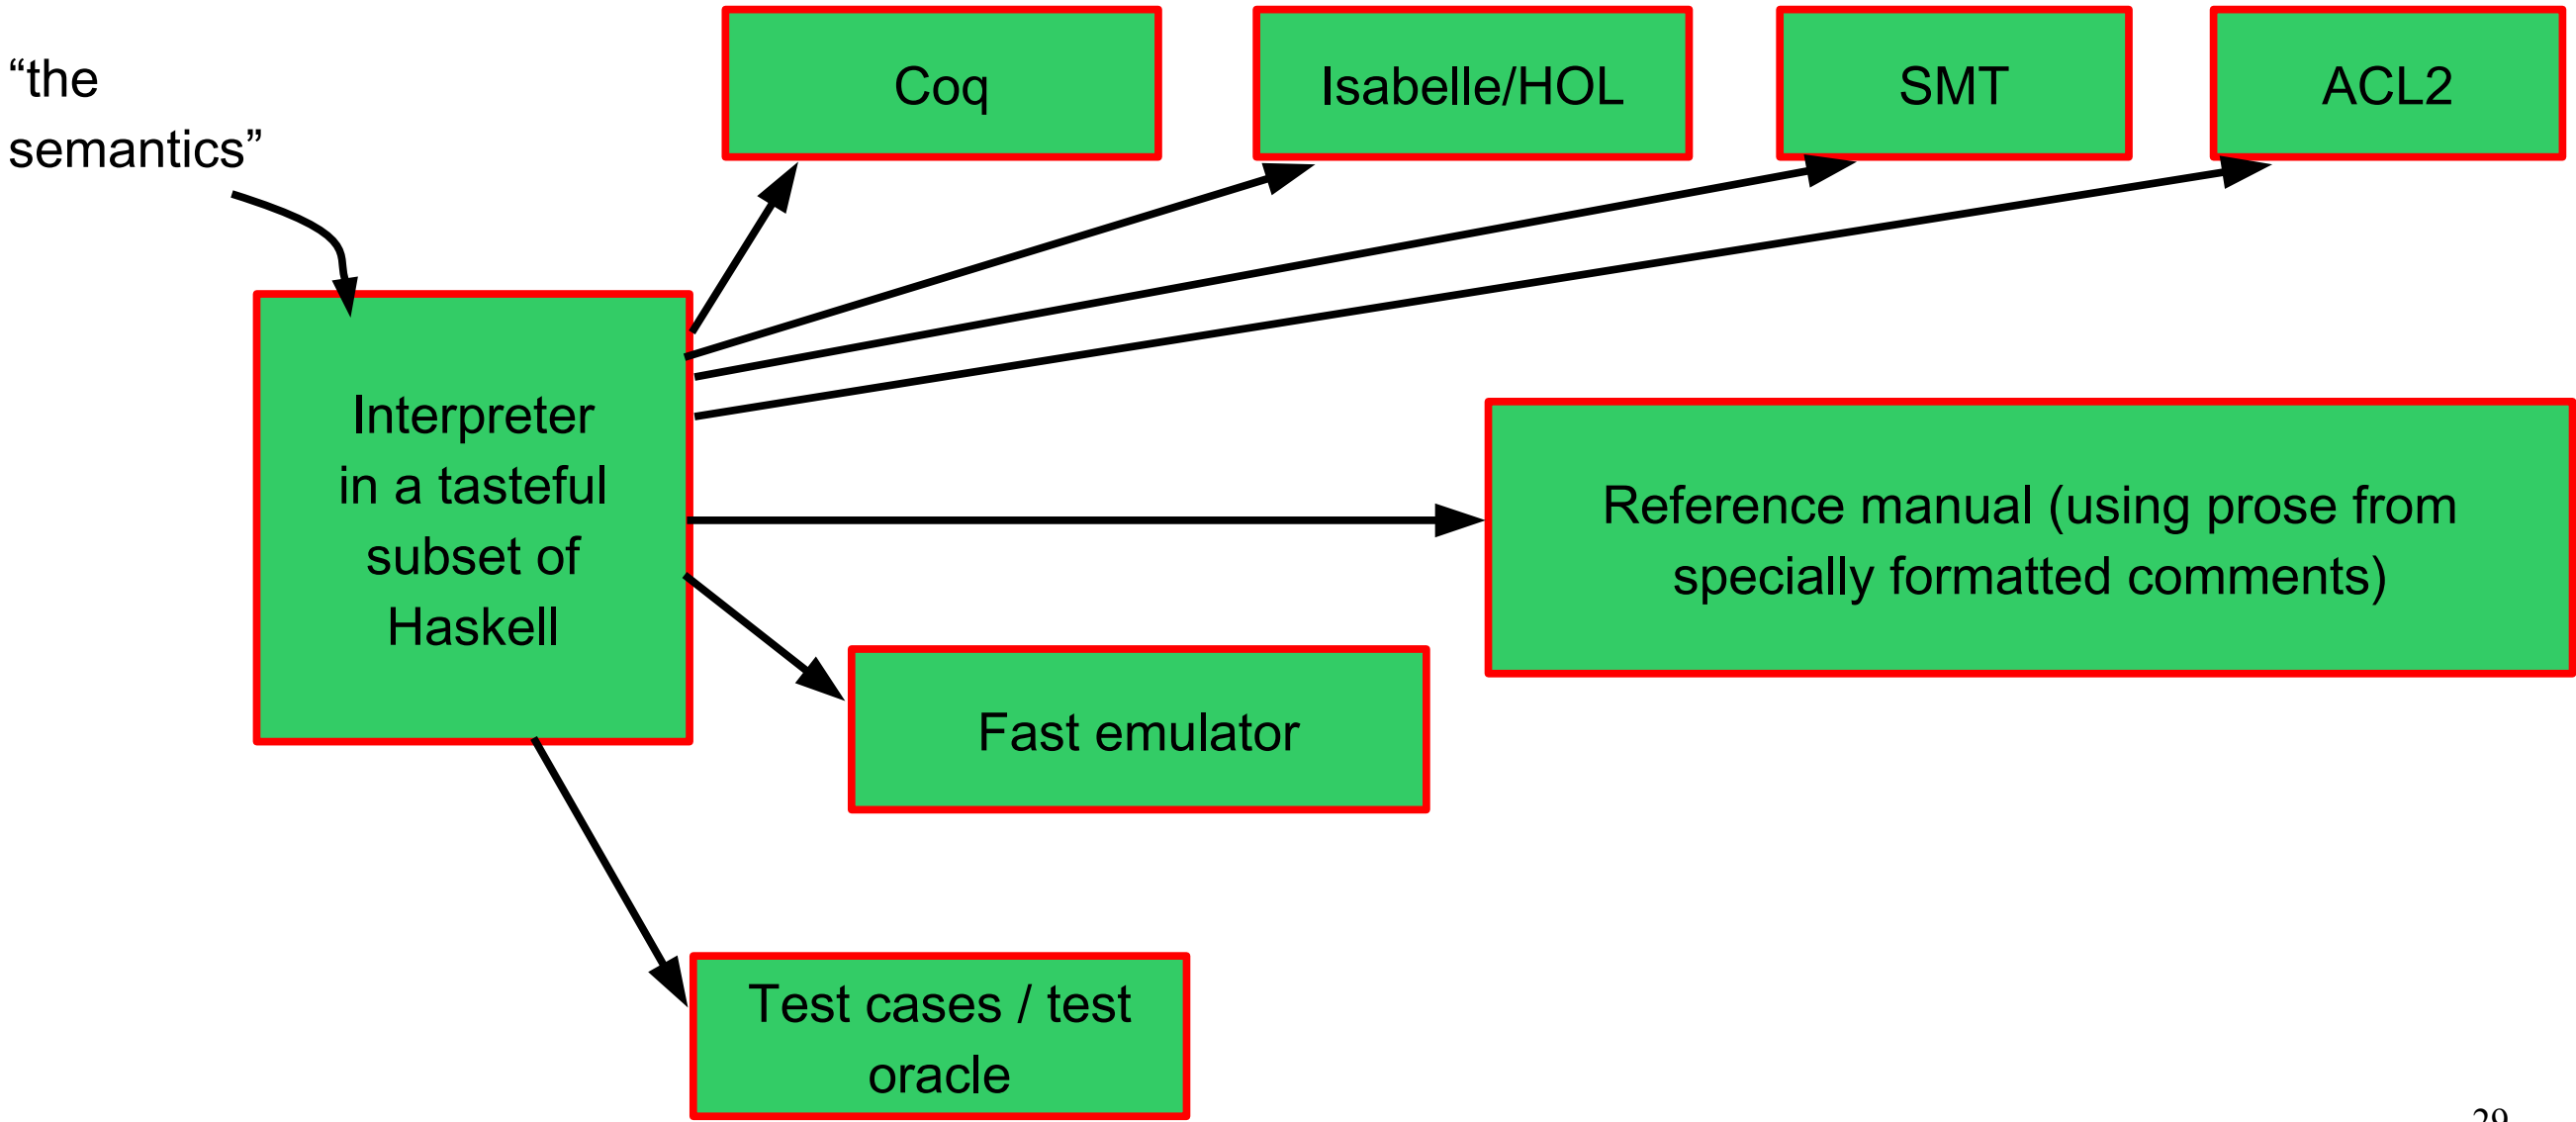 “the
semantics”
Coq
Isabelle/HOL
SMT
ACL2
Interpreter
in a tasteful
subset of
Haskell
Reference manual (using prose from
specially formatted comments)
Fast emulator
Test cases / test
oracle
29